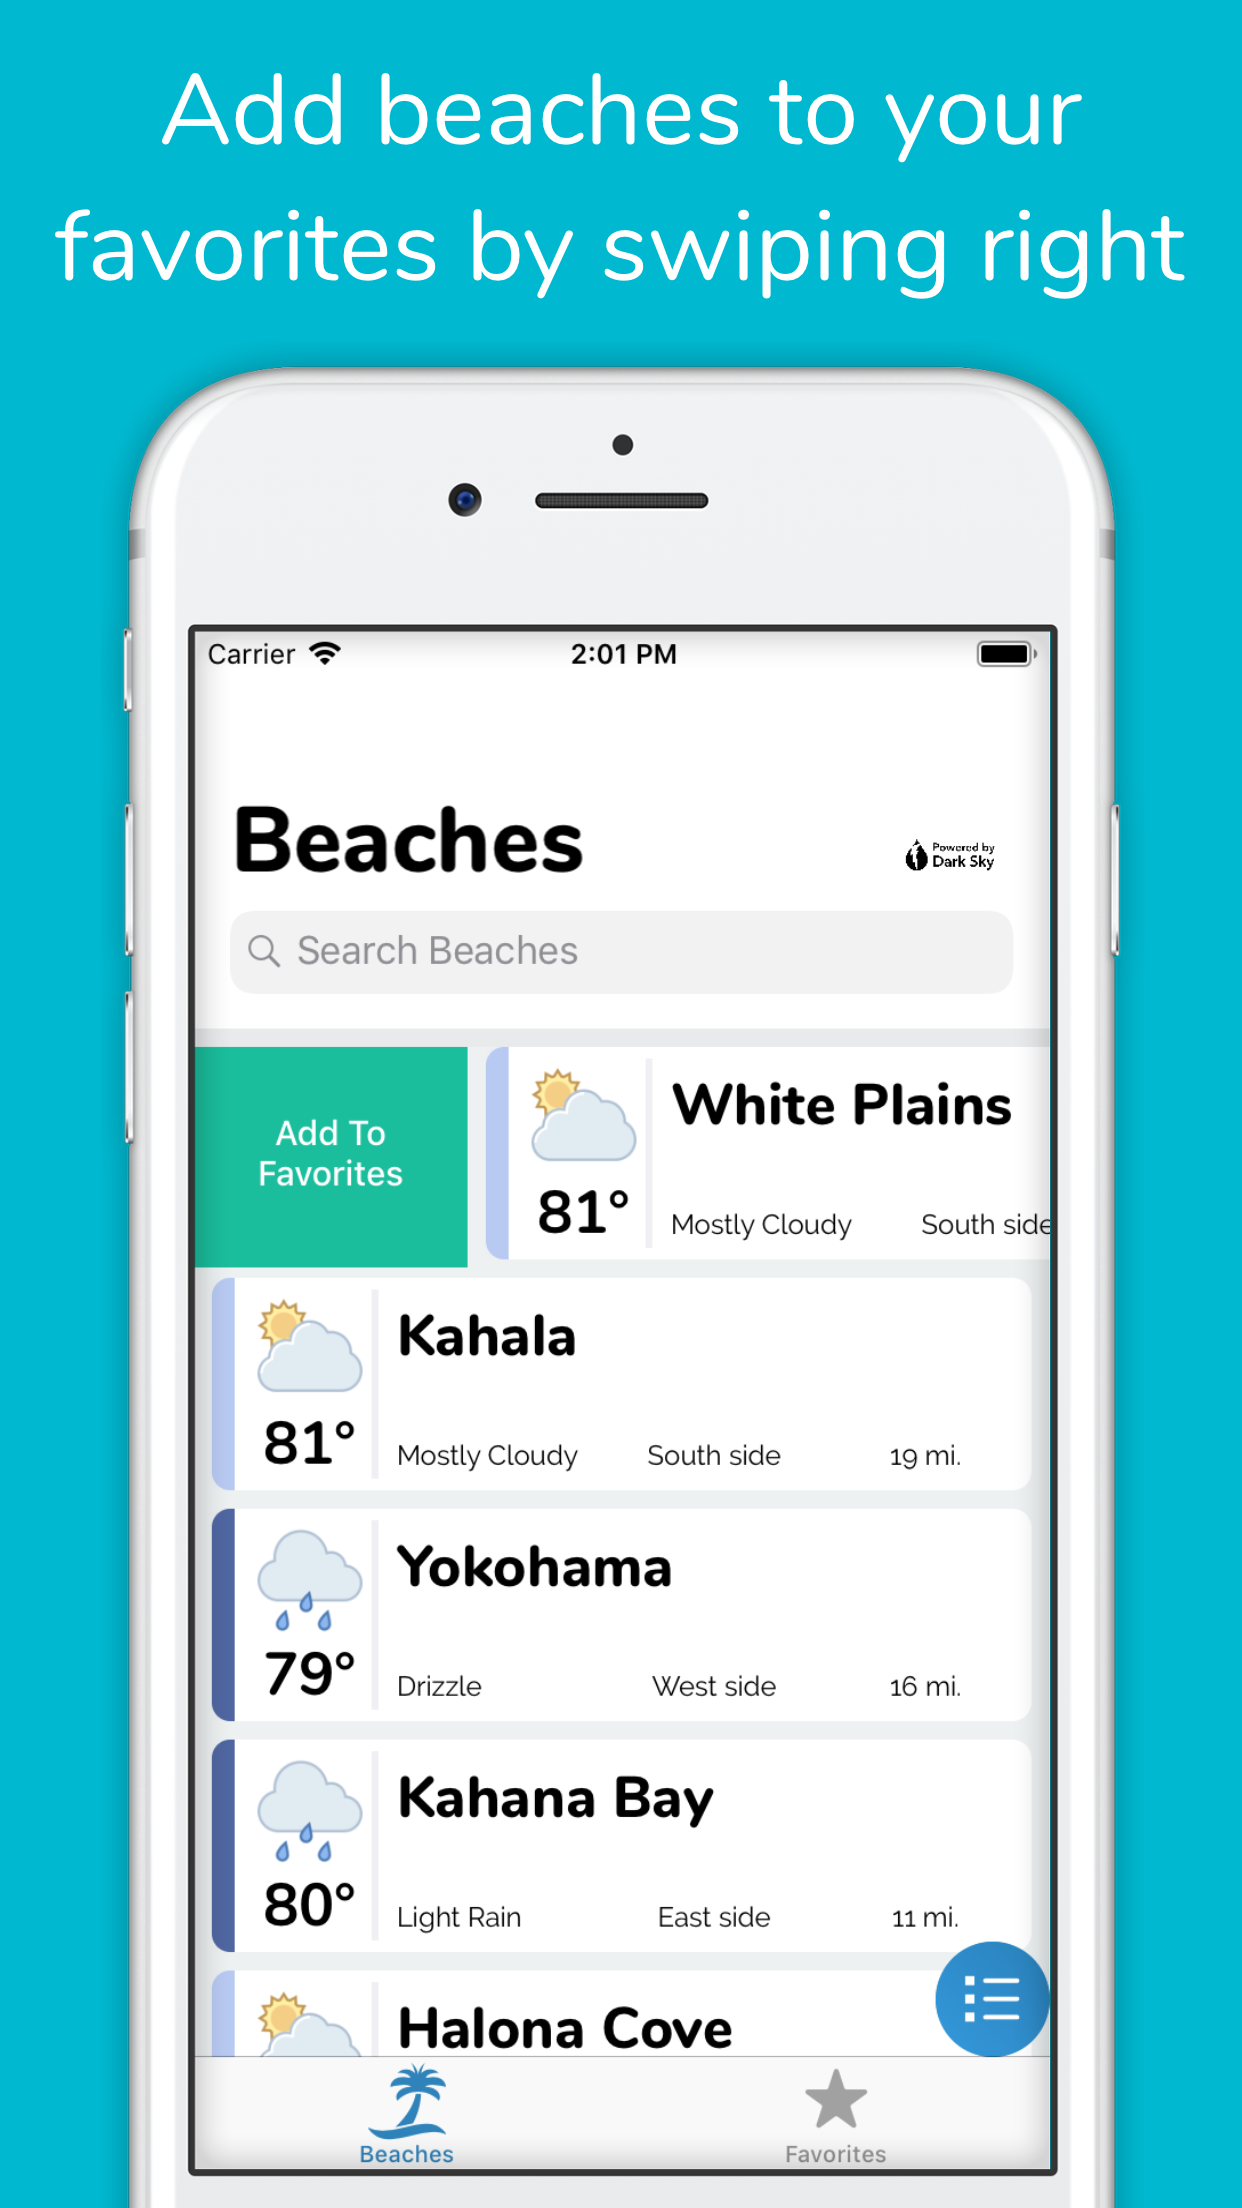 Add beaches to your
favorites by swiping right
Carrier
2:01 PM
Beaches
Powered by
Dark Sky
Search Beaches
Add To
Favorites
White Plains
81°
Mostly Cloudy South side
Kahala
81°
Mostly Cloudy South side 19 mi.
Yokohama
79°
Drizzle West side 16 mi.
Kahana Bay
80°
Light Rain East side 11 mi.
Halona Cove
Beaches
Favorites